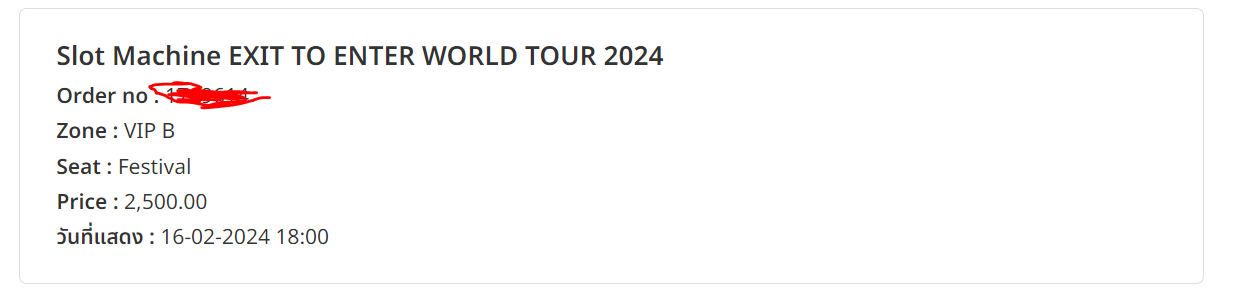 Slot Machine EXIT TO ENTER WORLD TOUR 2024
Order no :
Zone : VIP B
Seat : Festival
Price : 2,500.00
วันที่แสดง : 16-02-2024 18:00